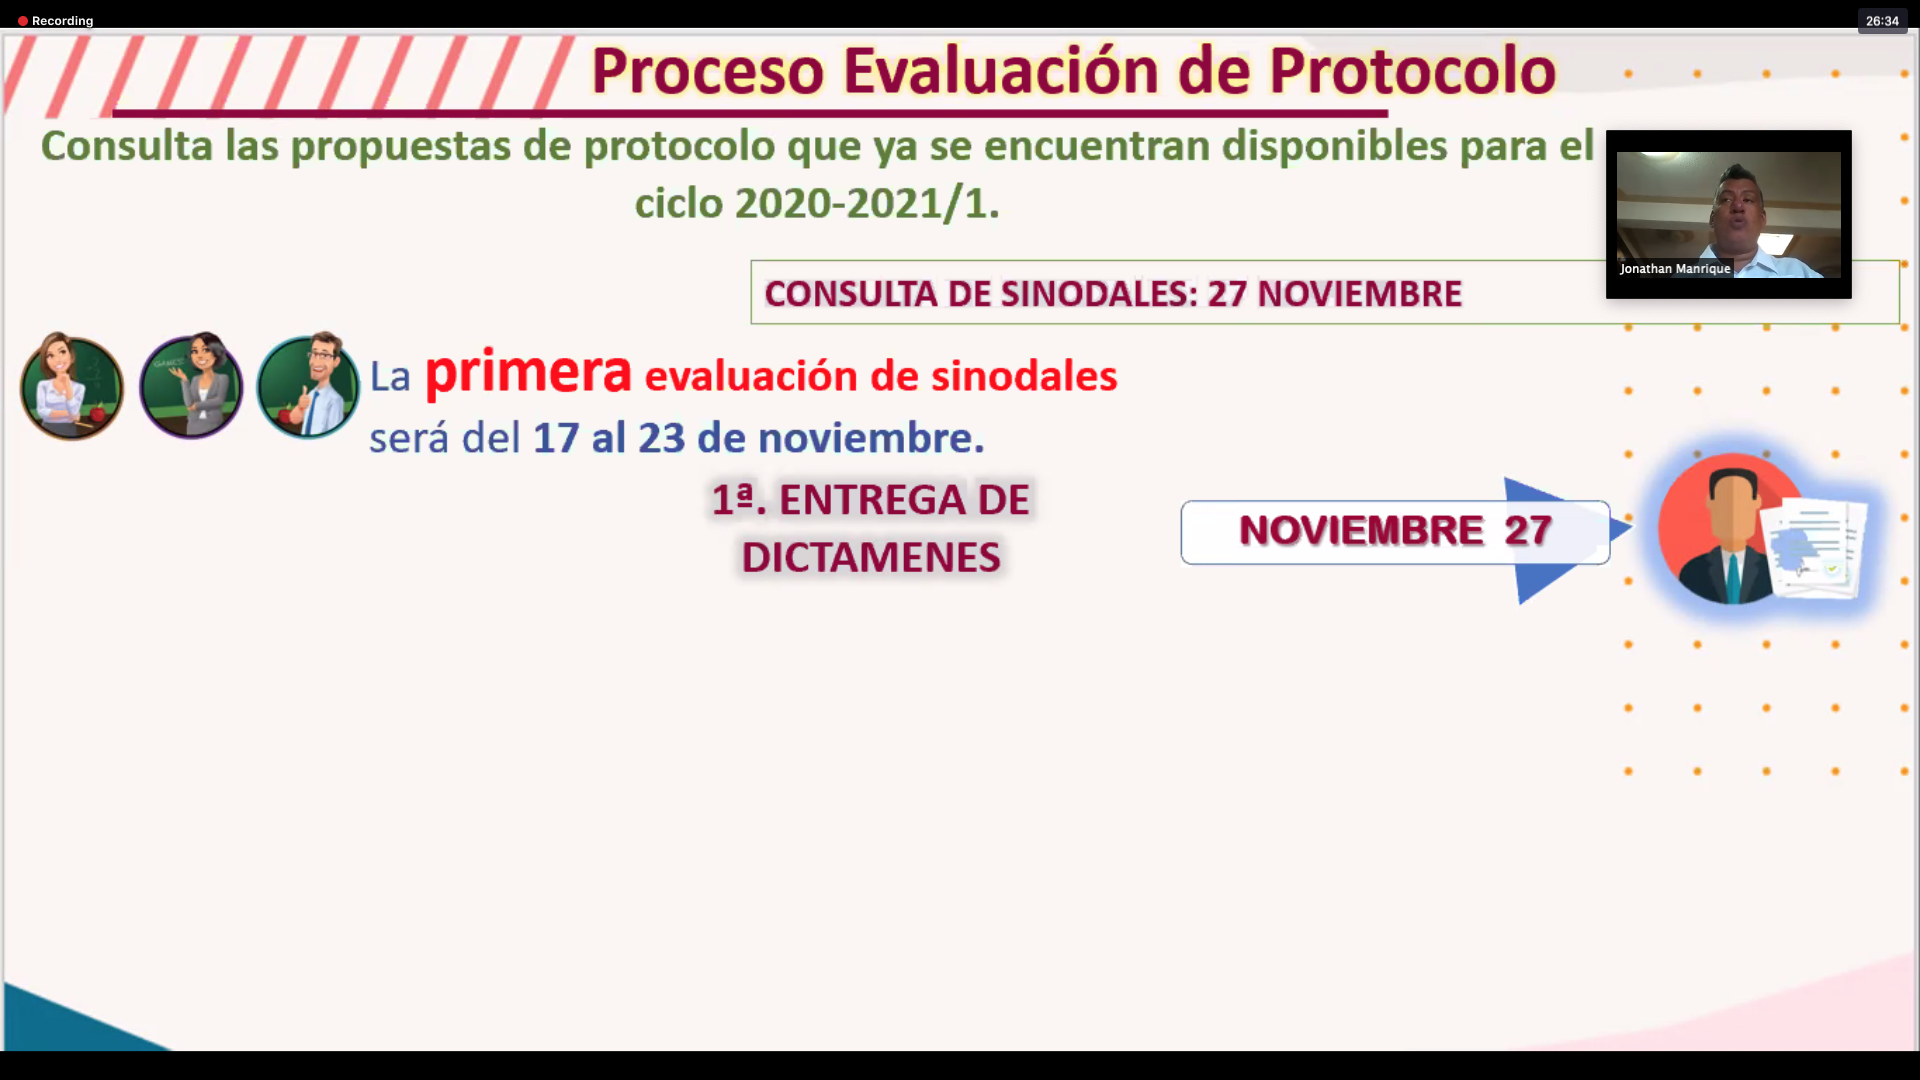 Recording
26:34
Proceso Evaluación de Protocolo
Consulta las propuestas de protocolo que ya se encuentran disponibles para el
ciclo 2020-2021/1.
Jonathan Manrique
CONSULTA DE SINODALES: 27 NOVIEMBRE
La primera evaluación de sinodales
será del 17 al 23 de noviembre.
1ª. ENTREGA DE
DICTAMENES
NOVIEMBRE 27